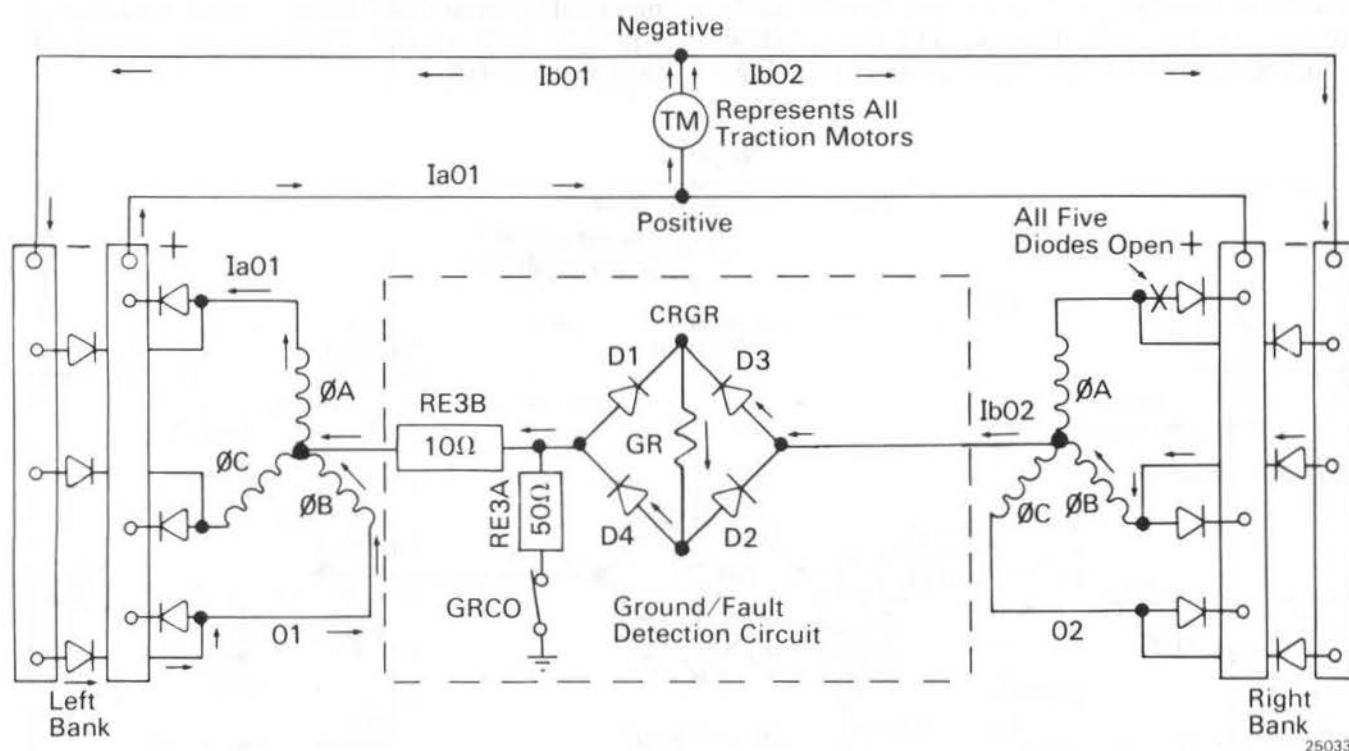 Negative
Ib01
Ib02
TM
Represents All
Traction Motors
Ia01
Positive
All Five
Diodes Open
- +
+ -
Ia01
CRGR
D1
D3
ØA
ØA
RE3B
Ib02
10Ω
GR
ØC
ØB
RE3A
50Ω
D4
D2
ØC
ØB
GRCO
Ground/Fault
Detection Circuit
01
02
Left
Bank
Right
Bank
25033